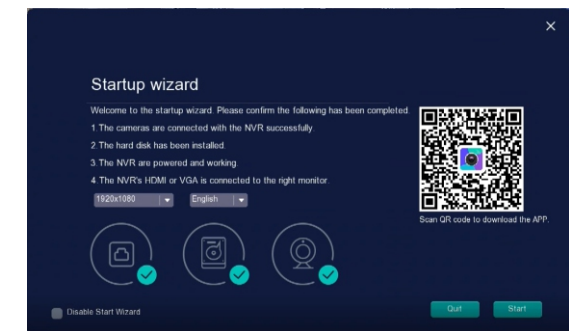 Startup wizard
Welcome to the startup wizard. Please confirm the following has been completed.
1.The cameras are connected with the NVR successfully.
2.The hard disk has been installed.
3.The NVR are powered and working.
4.The NVR's HDMI or VGA is connected to the right monitor.
1920x1080 English
Scan QR code to download the APP.
Disable Start Wizard
Quit Start